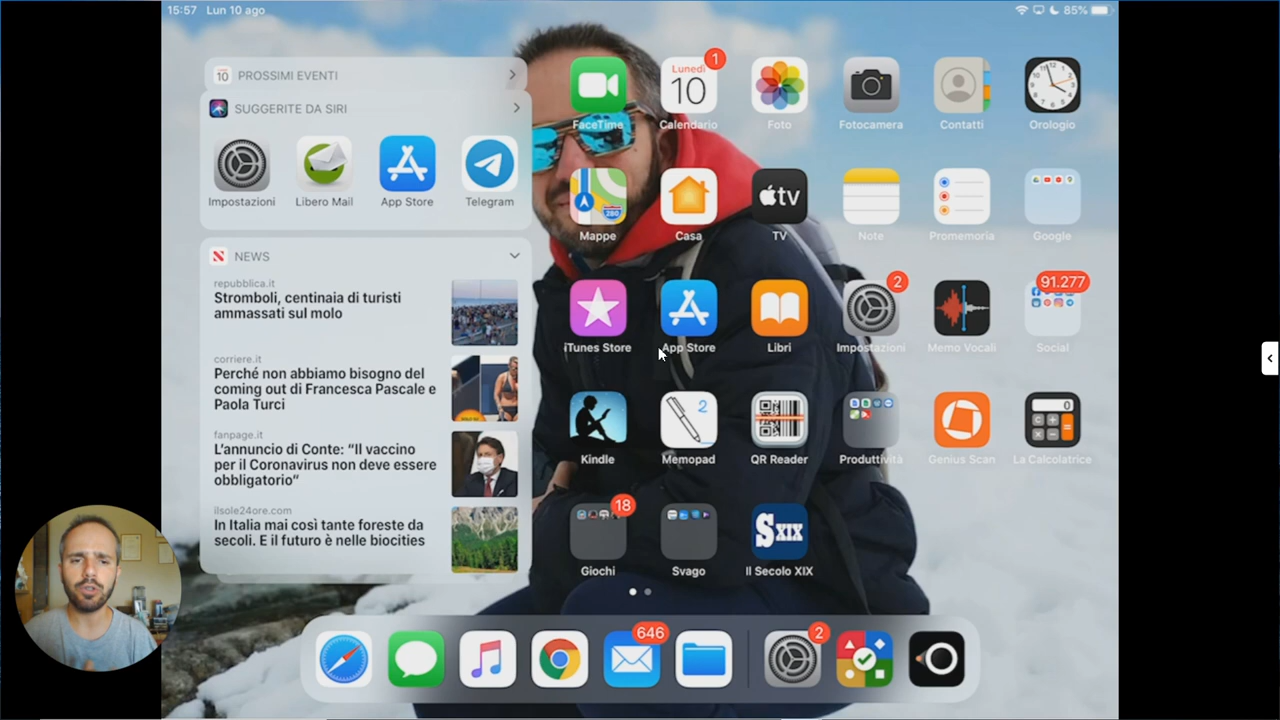 15:57 Lun 10 ago
85%
10 PROSSIMI EVENTI
SUGGERITE DA SIRI
Impostazioni Libero Mail App Store Telegram
NEWS
repubblica.it
Stromboli, centinaia di turisti
ammassati sul molo
corriere.it
Perché non abbiamo bisogno del
coming out di Francesca Pascale e
Paola Turci
fanpage.it
L'annuncio di Conte: “Il vaccino
per il Coronavirus non deve essere
obbligatorio“
ilsole24ore.com
In Italia mai così tante foreste da
secoli. E il futuro è nelle biocities
Lunedì
10
1
FaceTime Calendario Foto Fotocamera Contatti Orologio
280
tv
Mappe Casa TV Note Promemoria Google
2
91.277
iTunes Store App Store Libri Impostazioni Memo Vocali Social
2
0
Kindle Memopad QR Reader Produttività Genius Scan La Calcolatrice
18
SXIX
Giochi Svago Il Secolo XIX
646
2